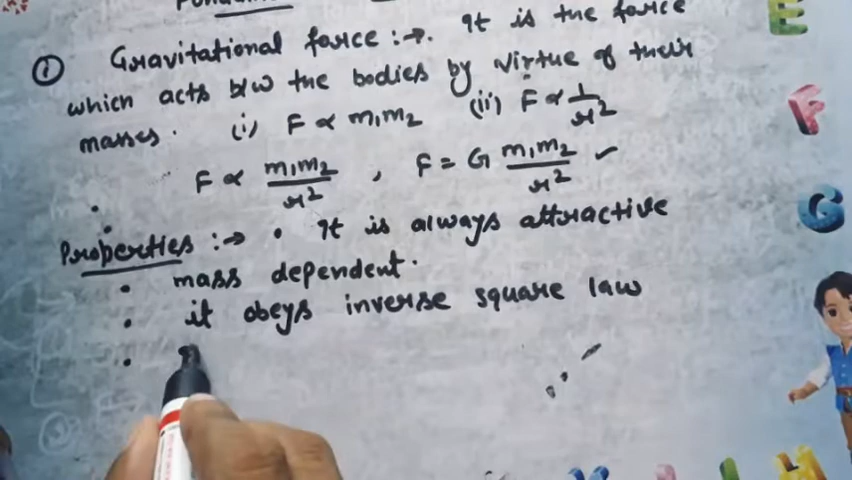 ① Gravitational force :→. It is the force
which acts b/w the bodies by virtue of their
masses. (i) F ∝ m₁m₂ (ii) F ∝ 1/r²
F ∝ m₁m₂/r² , F = G m₁m₂/r² ✓
Properties :→ • It is always attractive
• mass dependent.
• it obeys inverse square law
•
E
F
G
H